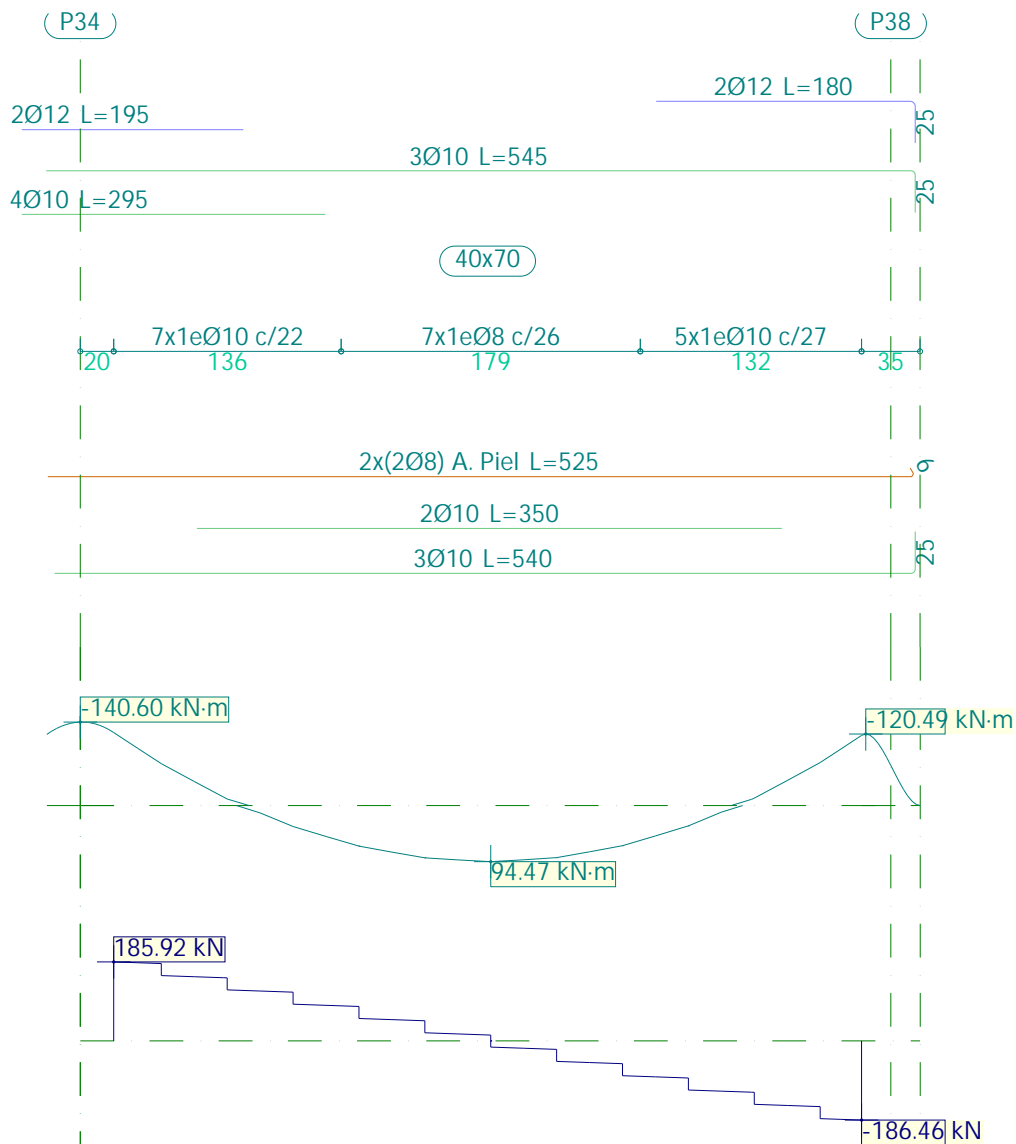 P34 P38
2Ø12 L=180
2Ø12 L=195
25
3Ø10 L=545
25
4Ø10 L=295
40x70
7x1eØ10 c/22 7x1eØ8 c/26 5x1eØ10 c/27
20 136 179 132 35
2x(2Ø8) A. Piel L=525
9
2Ø10 L=350
3Ø10 L=540
25
-140.60 kN·m
-120.49 kN·m
94.47 kN·m
185.92 kN
-186.46 kN